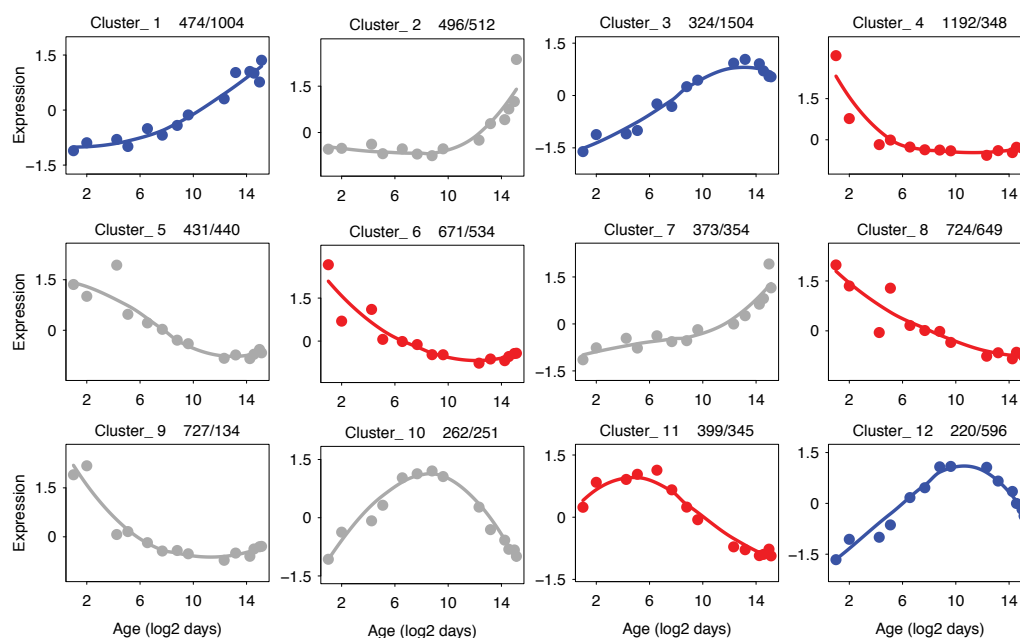 Cluster_ 1 474/1004
Cluster_ 2 496/512
Cluster_ 3 324/1504
Cluster_ 4 1192/348
Expression
1.5
0
−1.5
2 6 10 14
1.5
0
2 6 10 14
1.5
0
−1.5
2 6 10 14
1.5
0
2 6 10 14
Cluster_ 5 431/440
Cluster_ 6 671/534
Cluster_ 7 373/354
Cluster_ 8 724/649
Expression
1.5
0
2 6 10 14
1.5
0
2 6 10 14
1.5
0
−1.5
2 6 10 14
1.5
0
2 6 10 14
Cluster_ 9 727/134
Cluster_ 10 262/251
Cluster_ 11 399/345
Cluster_ 12 220/596
Expression
1.5
0
2 6 10 14
1.5
0
−1.5
2 6 10 14
1.5
0
−1.5
2 6 10 14
1.5
0
−1.5
2 6 10 14
Age (log2 days)
Age (log2 days)
Age (log2 days)
Age (log2 days)